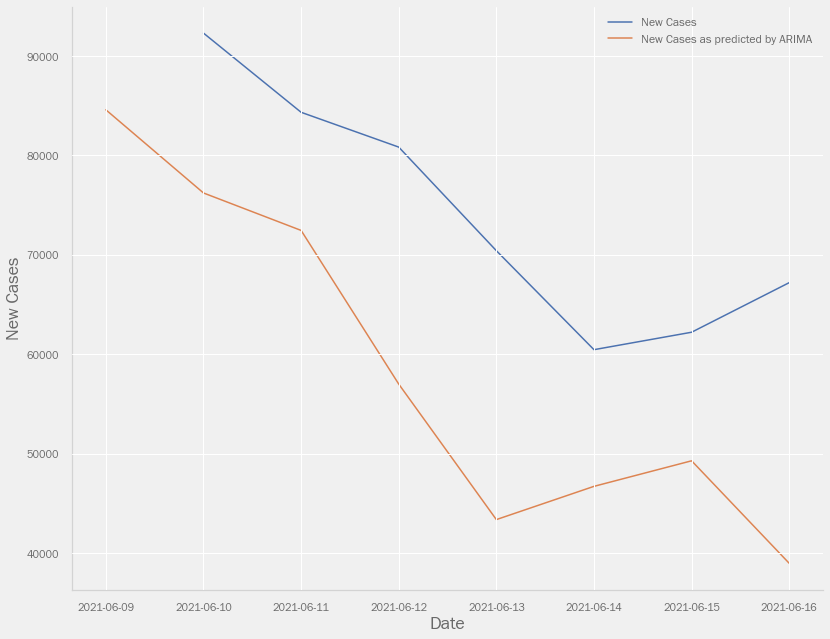 New Cases
New Cases as predicted by ARIMA
90000
80000
70000
60000
50000
40000
New Cases
2021-06-09 2021-06-10 2021-06-11 2021-06-12 2021-06-13 2021-06-14 2021-06-15 2021-06-16
Date